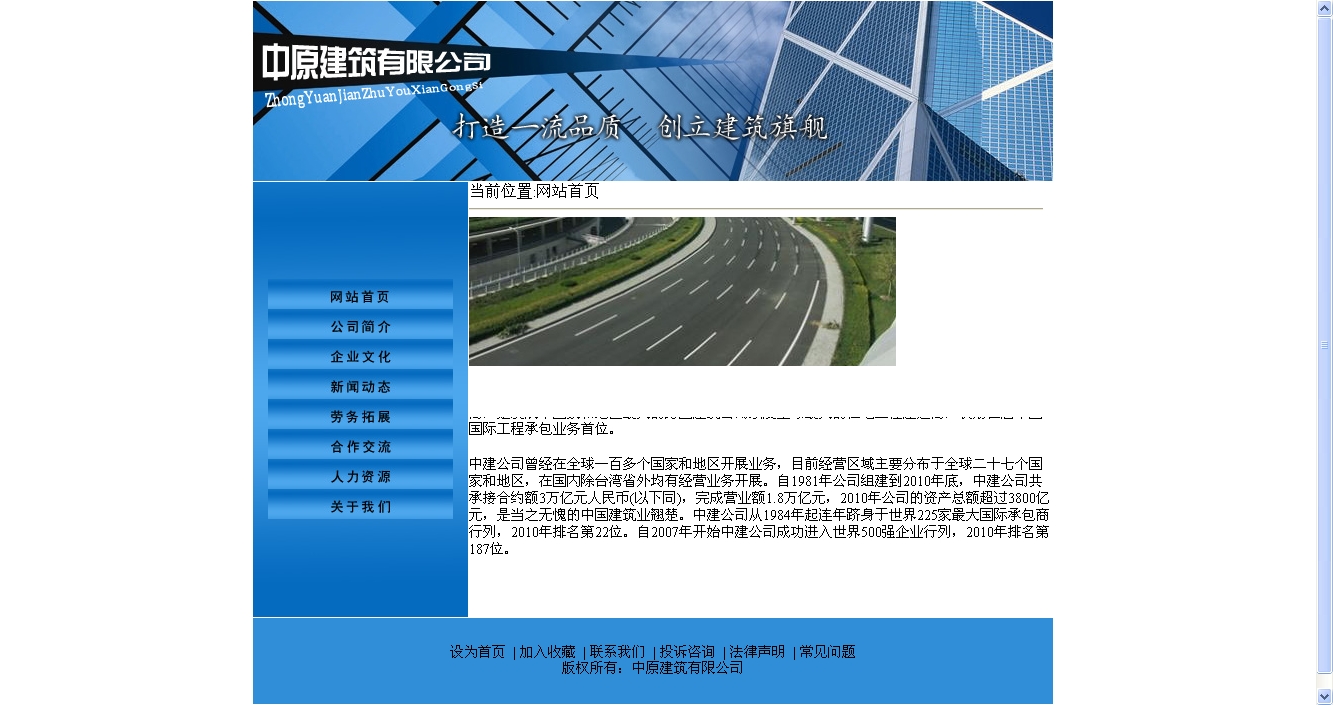 中原建筑有限公司
ZhongYuanJianZhuYouXianGongSi
打造一流品质 创立建筑旗舰
当前位置:网站首页
网站首页
公司简介
企业文化
新闻动态
劳务拓展
合作交流
人力资源
关于我们
国际工程承包业务首位。
中建公司曾经在全球一百多个国家和地区开展业务，目前经营区域主要分布于全球二十七个国
家和地区，在国内除台湾省外均有经营业务开展。自1981年公司组建到2010年底，中建公司共
承接合约额3万亿元人民币(以下同)，完成营业额1.8万亿元，2010年公司的资产总额超过3800亿
元，是当之无愧的中国建筑业翘楚。中建公司从1984年起连年跻身于世界225家最大国际承包商
行列，2010年排名第22位。自2007年开始中建公司成功进入世界500强企业行列，2010年排名第
187位。
设为首页 | 加入收藏 | 联系我们 | 投诉咨询 | 法律声明 | 常见问题
版权所有：中原建筑有限公司